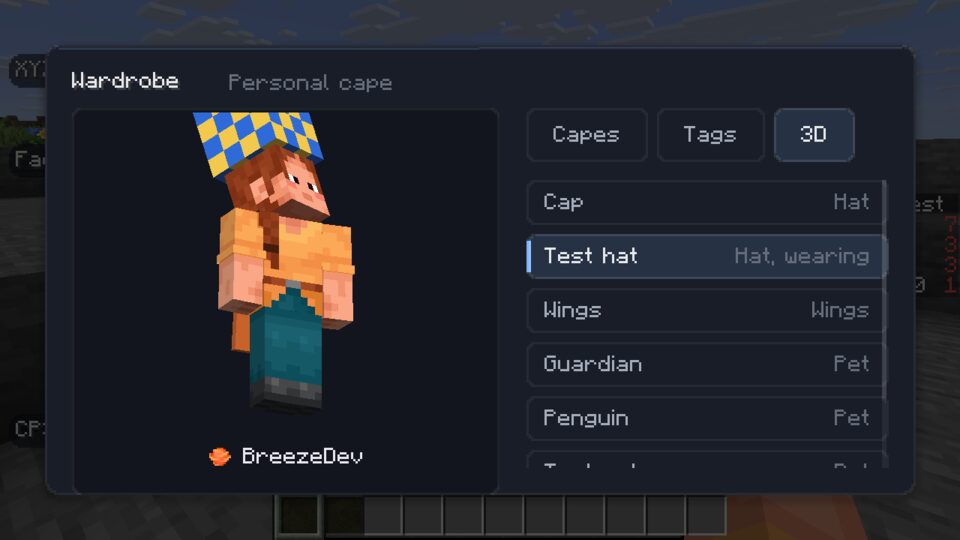 Wardrobe
Personal cape
Capes
Tags
3D
Cap
Hat
Test hat
Hat, wearing
Wings
Wings
Guardian
Pet
Penguin
Pet
BreezeDev